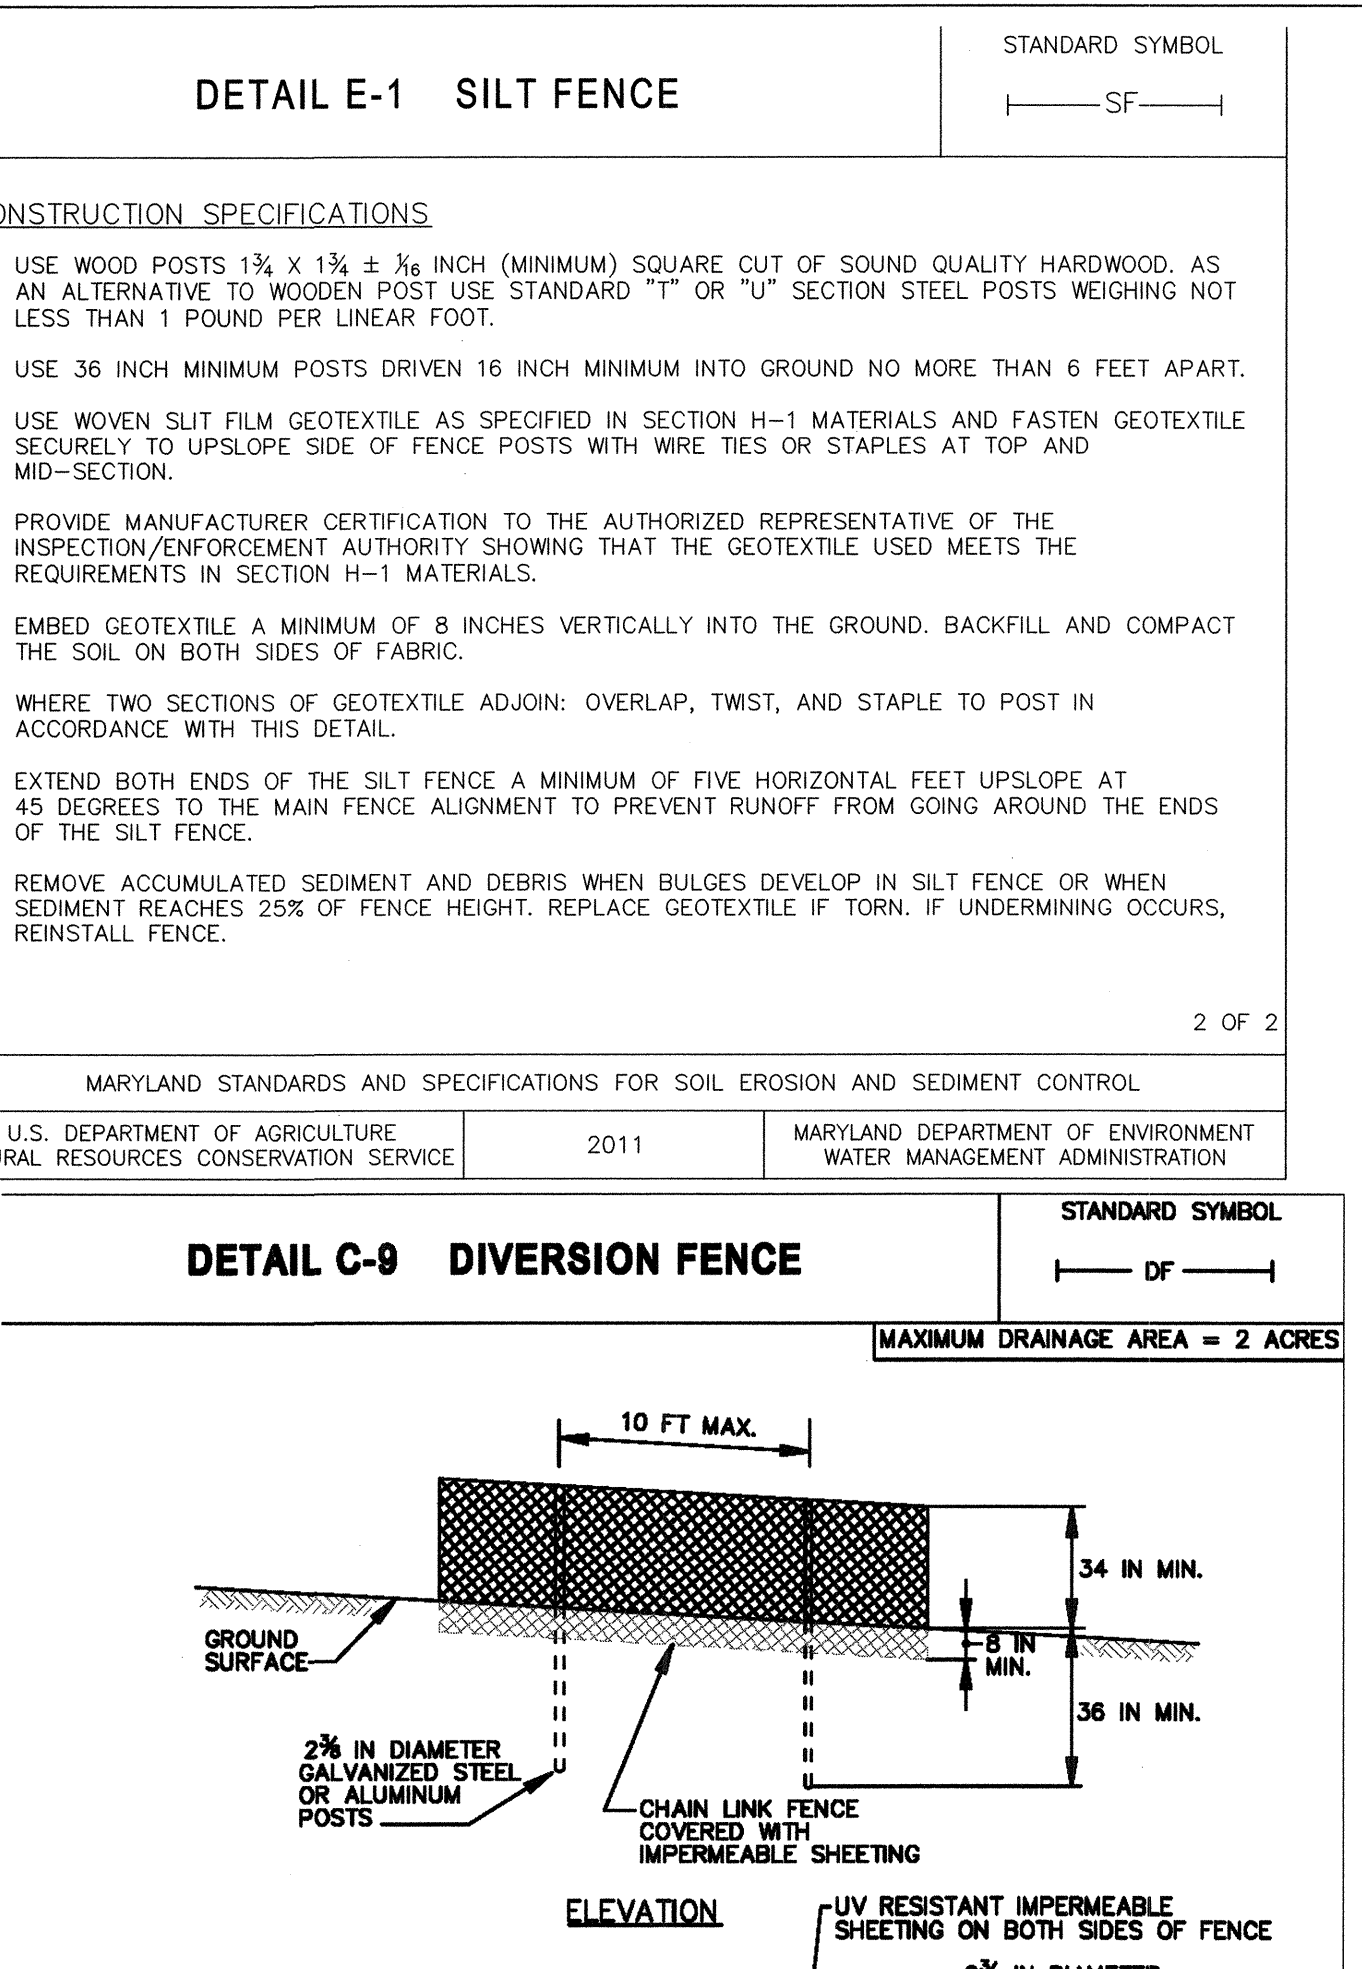 DETAIL E-1 SILT FENCE
STANDARD SYMBOL
SF
ONSTRUCTION SPECIFICATIONS
USE WOOD POSTS 1¾ X 1¾ ± 1/16 INCH (MINIMUM) SQUARE CUT OF SOUND QUALITY HARDWOOD. AS
AN ALTERNATIVE TO WOODEN POST USE STANDARD "T" OR "U" SECTION STEEL POSTS WEIGHING NOT
LESS THAN 1 POUND PER LINEAR FOOT.
USE 36 INCH MINIMUM POSTS DRIVEN 16 INCH MINIMUM INTO GROUND NO MORE THAN 6 FEET APART.
USE WOVEN SLIT FILM GEOTEXTILE AS SPECIFIED IN SECTION H-1 MATERIALS AND FASTEN GEOTEXTILE
SECURELY TO UPSLOPE SIDE OF FENCE POSTS WITH WIRE TIES OR STAPLES AT TOP AND
MID-SECTION.
PROVIDE MANUFACTURER CERTIFICATION TO THE AUTHORIZED REPRESENTATIVE OF THE
INSPECTION/ENFORCEMENT AUTHORITY SHOWING THAT THE GEOTEXTILE USED MEETS THE
REQUIREMENTS IN SECTION H-1 MATERIALS.
EMBED GEOTEXTILE A MINIMUM OF 8 INCHES VERTICALLY INTO THE GROUND. BACKFILL AND COMPACT
THE SOIL ON BOTH SIDES OF FABRIC.
WHERE TWO SECTIONS OF GEOTEXTILE ADJOIN: OVERLAP, TWIST, AND STAPLE TO POST IN
ACCORDANCE WITH THIS DETAIL.
EXTEND BOTH ENDS OF THE SILT FENCE A MINIMUM OF FIVE HORIZONTAL FEET UPSLOPE AT
45 DEGREES TO THE MAIN FENCE ALIGNMENT TO PREVENT RUNOFF FROM GOING AROUND THE ENDS
OF THE SILT FENCE.
REMOVE ACCUMULATED SEDIMENT AND DEBRIS WHEN BULGES DEVELOP IN SILT FENCE OR WHEN
SEDIMENT REACHES 25% OF FENCE HEIGHT. REPLACE GEOTEXTILE IF TORN. IF UNDERMINING OCCURS,
REINSTALL FENCE.
2 OF 2
MARYLAND STANDARDS AND SPECIFICATIONS FOR SOIL EROSION AND SEDIMENT CONTROL
U.S. DEPARTMENT OF AGRICULTURE
RAL RESOURCES CONSERVATION SERVICE
2011
MARYLAND DEPARTMENT OF ENVIRONMENT
WATER MANAGEMENT ADMINISTRATION
DETAIL C-9 DIVERSION FENCE
STANDARD SYMBOL
DF
MAXIMUM DRAINAGE AREA = 2 ACRES
10 FT MAX.
34 IN MIN.
GROUND
SURFACE
8 IN
MIN.
36 IN MIN.
2⅜ IN DIAMETER
GALVANIZED STEEL
OR ALUMINUM
POSTS
CHAIN LINK FENCE
COVERED WITH
IMPERMEABLE SHEETING
ELEVATION
UV RESISTANT IMPERMEABLE
SHEETING ON BOTH SIDES OF FENCE
IN DIAMETER